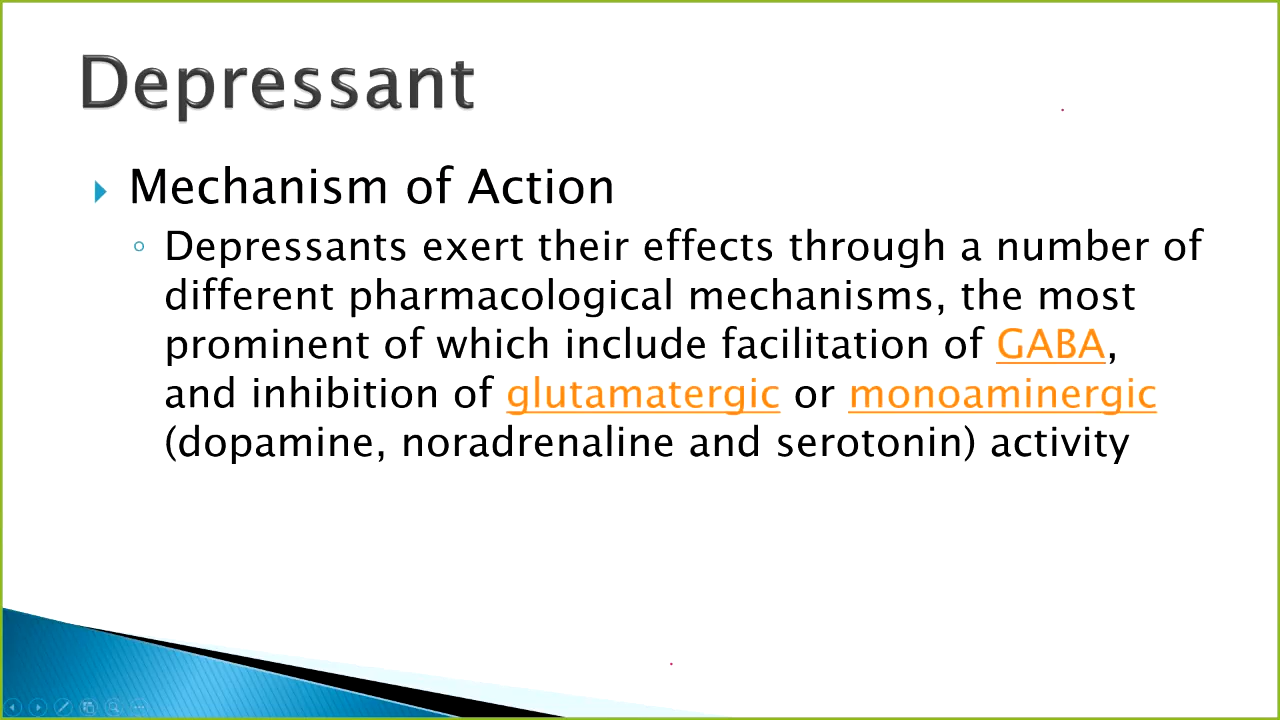 Depressant
Mechanism of Action
Depressants exert their effects through a number of
different pharmacological mechanisms, the most
prominent of which include facilitation of GABA,
and inhibition of glutamatergic or monoaminergic
(dopamine, noradrenaline and serotonin) activity